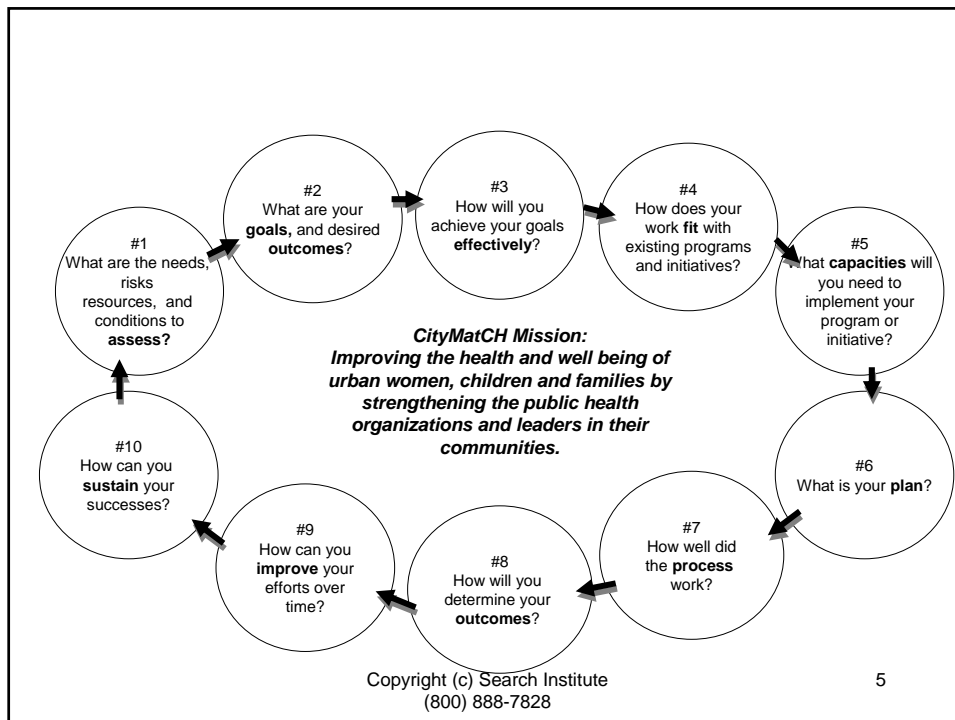 #1
What are the needs,
risks
resources, and
conditions to
assess?
#2
What are your
goals, and desired
outcomes?
#3
How will you
achieve your goals
effectively?
#4
How does your
work fit with
existing programs
and initiatives?
#5
What capacities will
you need to
implement your
program or
initiative?
#6
What is your plan?
#7
How well did
the process
work?
#8
How will you
determine your
outcomes?
#9
How can you
improve your
efforts over
time?
#10
How can you
sustain your
successes?
CityMatCH Mission:
Improving the health and well being of
urban women, children and families by
strengthening the public health
organizations and leaders in their
communities.
Copyright (c) Search Institute
(800) 888-7828
5